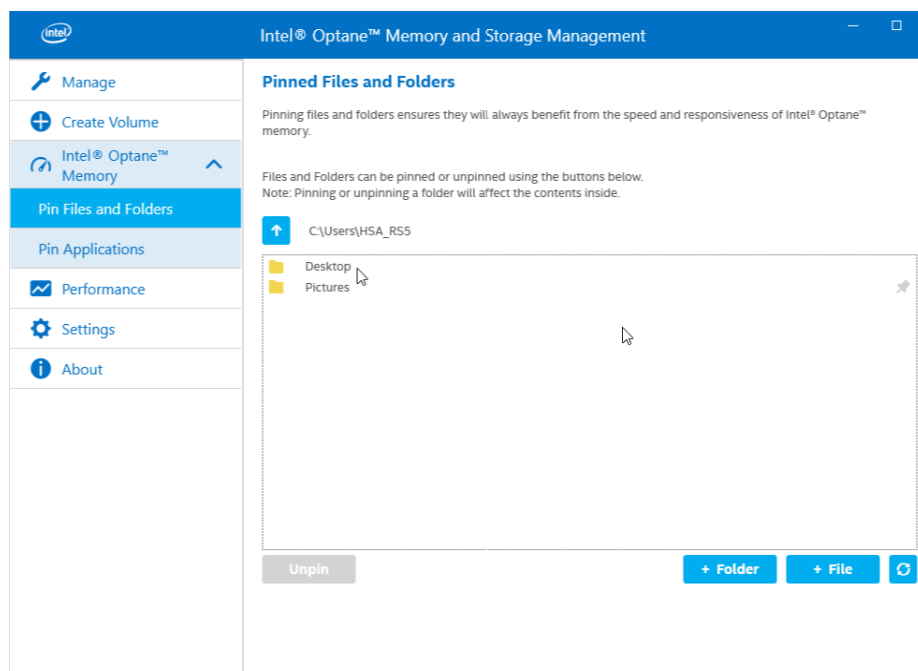 intel
Intel® Optane™ Memory and Storage Management
Manage
Create Volume
Intel® Optane™
Memory
Pin Files and Folders
Pin Applications
Performance
Settings
About
Pinned Files and Folders
Pinning files and folders ensures they will always benefit from the speed and responsiveness of Intel® Optane™
memory.
Files and Folders can be pinned or unpinned using the buttons below.
Note: Pinning or unpinning a folder will affect the contents inside.
C:\Users\HSA_RS5
Desktop
Pictures
Unpin
+ Folder
+ File